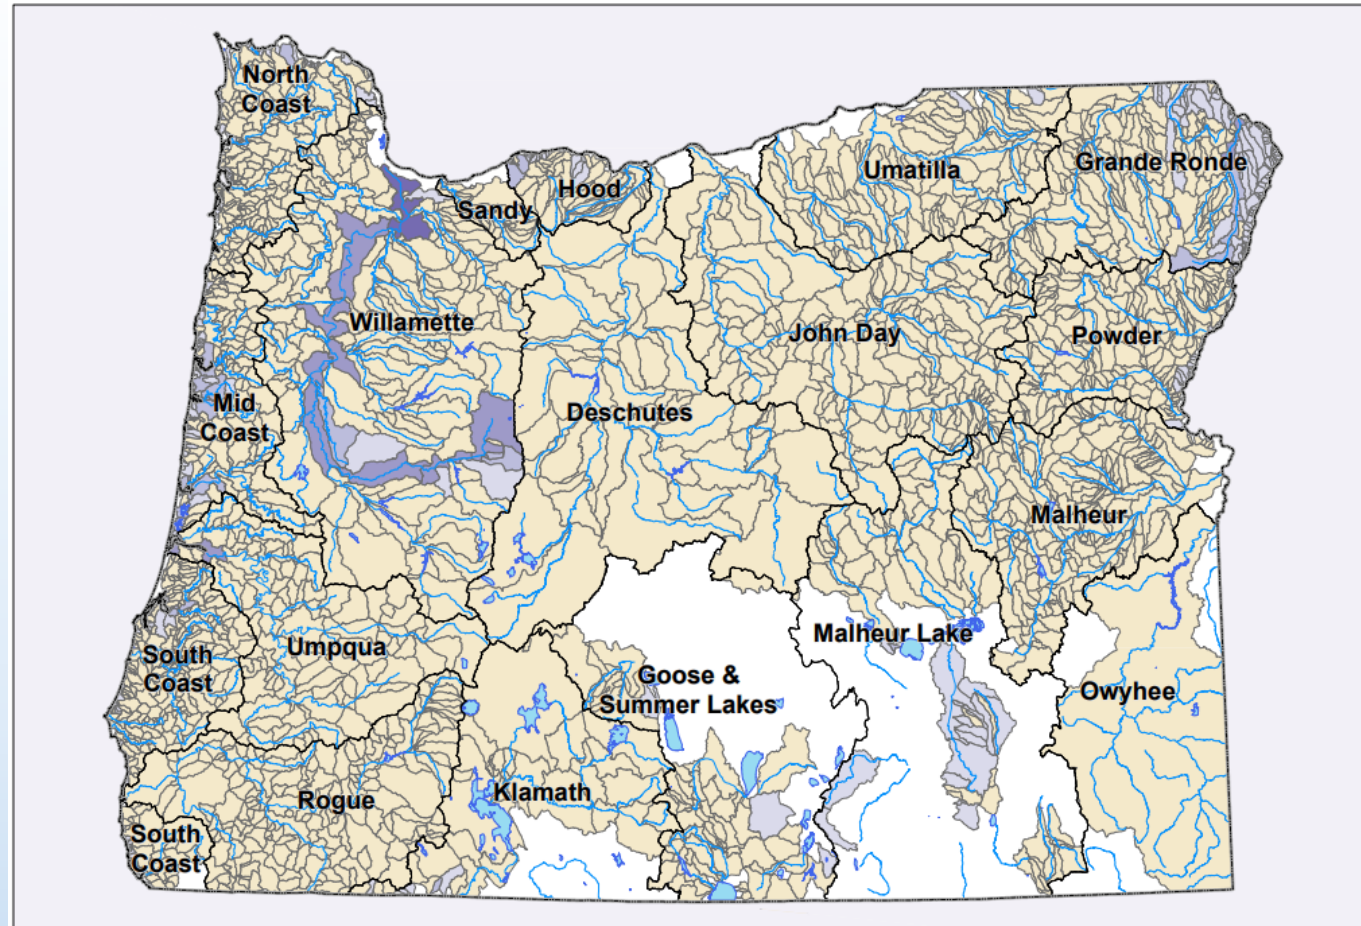 North
Coast
Umatilla
Grande Ronde
Hood
Sandy
Willamette
John Day
Powder
Mid
Coast
Deschutes
Malheur
Malheur Lake
Umpqua
South
Coast
Goose &
Summer Lakes
Owyhee
Klamath
Rogue
South
Coast